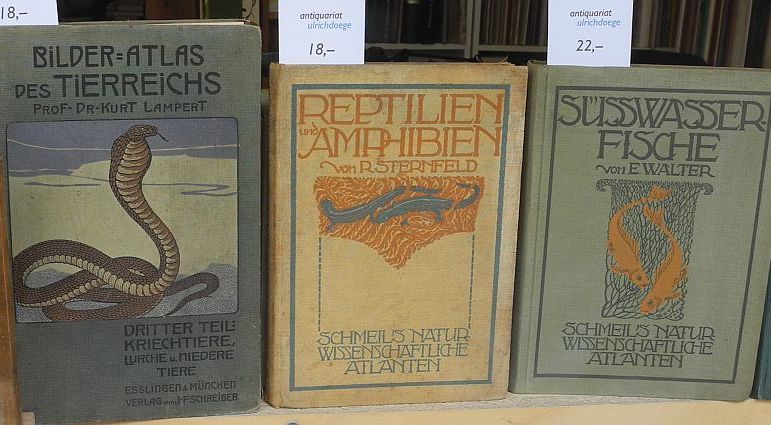 18,–
BILDER=ATLAS
DES TIERREICHS
PROF·DR·KURT LAMPERT
DRITTER TEIL:
KRIECHTIERE,
LURCHE u. NIEDERE
TIERE
ESSLINGEN & MÜNCHEN
VERLAG von J·F·SCHREIBER
antiquariat
ulrichdoege
18,–
REPTILIEN
UND AMPHIBIEN
von R. STERNFELD
SCHMEIL'S NATUR
WISSENSCHAFTLICHE
ATLANTEN
antiquariat
ulrichdoege
22,–
SÜSSWASSER-
FISCHE
von E. WALTER
SCHMEIL'S NATUR
WISSENSCHAFTLICHE
ATLANTEN